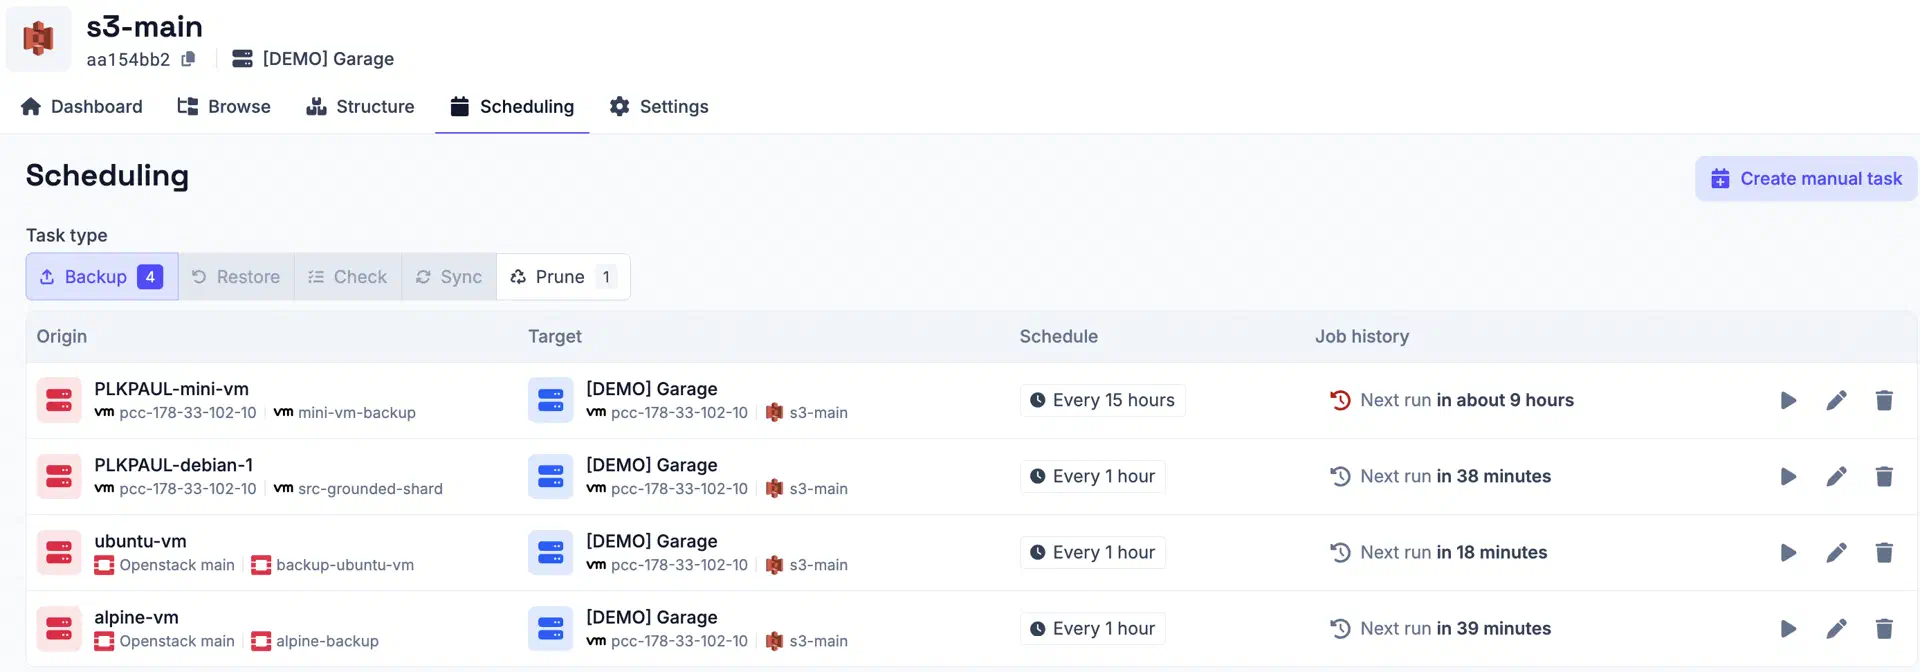 s3-main
aa154bb2 [DEMO] Garage
Dashboard Browse Structure Scheduling Settings
Scheduling
Create manual task
Task type
Backup 4 Restore Check Sync Prune 1
Origin Target Schedule Job history
PLKPAUL-mini-vm [DEMO] Garage
Every 15 hours Next run in about 9 hours
vm pcc-178-33-102-10 vm mini-vm-backup vm pcc-178-33-102-10 s3-main
PLKPAUL-debian-1 [DEMO] Garage
Every 1 hour Next run in 38 minutes
vm pcc-178-33-102-10 vm src-grounded-shard vm pcc-178-33-102-10 s3-main
ubuntu-vm [DEMO] Garage
Every 1 hour Next run in 18 minutes
Openstack main backup-ubuntu-vm vm pcc-178-33-102-10 s3-main
alpine-vm [DEMO] Garage
Every 1 hour Next run in 39 minutes
Openstack main alpine-backup vm pcc-178-33-102-10 s3-main